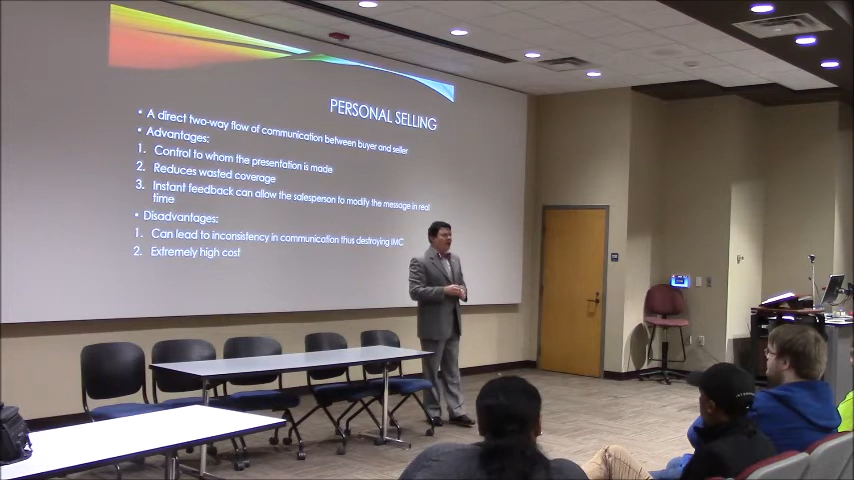 PERSONAL SELLING
• A direct two-way flow of communication between buyer and seller
• Advantages:
1. Control to whom the presentation is made
2. Reduces wasted coverage
3. Instant feedback can allow the salesperson to modify the message in real
time
• Disadvantages:
1. Can lead to inconsistency in communication thus destroying IMC
2. Extremely high cost